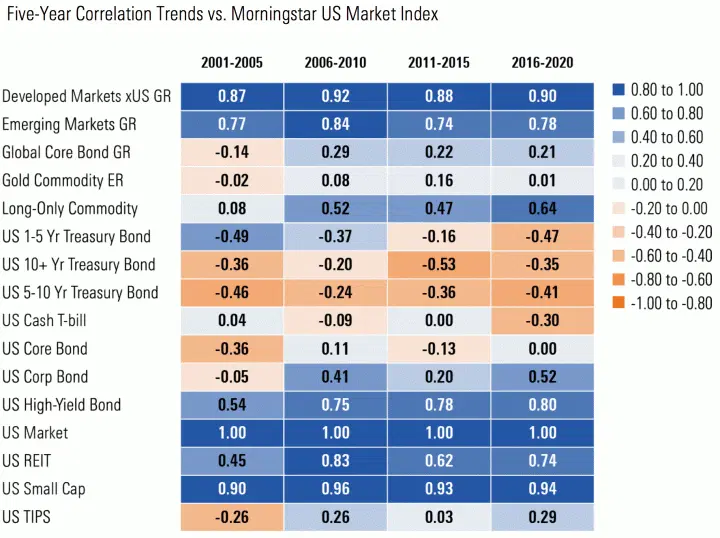 Five-Year Correlation Trends vs. Morningstar US Market Index
2001-2005 2006-2010 2011-2015 2016-2020
Developed Markets xUS GR 0.87 0.92 0.88 0.90
Emerging Markets GR 0.77 0.84 0.74 0.78
Global Core Bond GR -0.14 0.29 0.22 0.21
Gold Commodity ER -0.02 0.08 0.16 0.01
Long-Only Commodity 0.08 0.52 0.47 0.64
US 1-5 Yr Treasury Bond -0.49 -0.37 -0.16 -0.47
US 10+ Yr Treasury Bond -0.36 -0.20 -0.53 -0.35
US 5-10 Yr Treasury Bond -0.46 -0.24 -0.36 -0.41
US Cash T-bill 0.04 -0.09 0.00 -0.30
US Core Bond -0.36 0.11 -0.13 0.00
US Corp Bond -0.05 0.41 0.20 0.52
US High-Yield Bond 0.54 0.75 0.78 0.80
US Market 1.00 1.00 1.00 1.00
US REIT 0.45 0.83 0.62 0.74
US Small Cap 0.90 0.96 0.93 0.94
US TIPS -0.26 0.26 0.03 0.29
0.80 to 1.00
0.60 to 0.80
0.40 to 0.60
0.20 to 0.40
0.00 to 0.20
-0.20 to 0.00
-0.40 to -0.20
-0.60 to -0.40
-0.80 to -0.60
-1.00 to -0.80